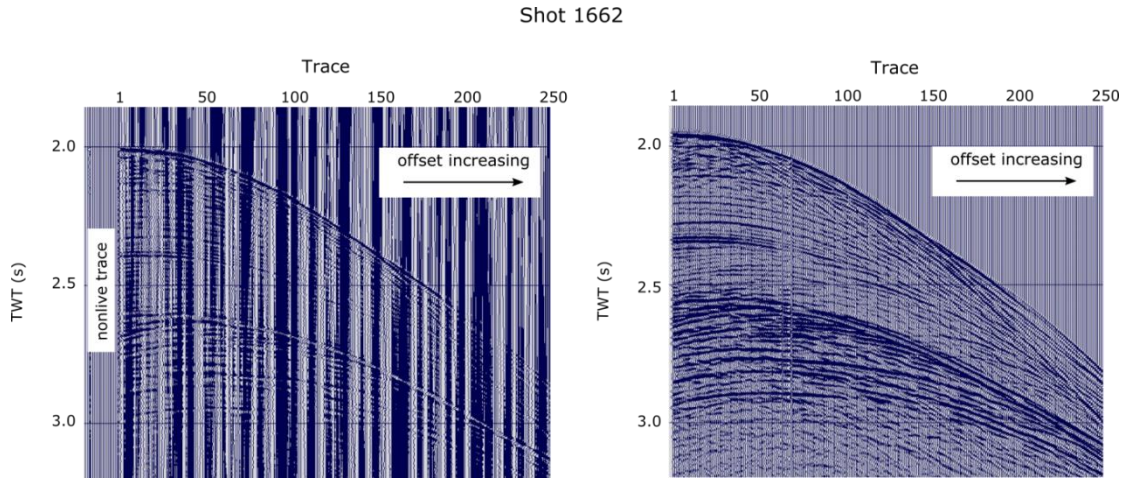 Shot 1662
Trace
1 50 100 150 200 250
2.0
offset increasing
nonlive trace
TWT (s)
2.5
3.0
Trace
1 50 100 150 200 250
2.0
offset increasing
TWT (s)
2.5
3.0